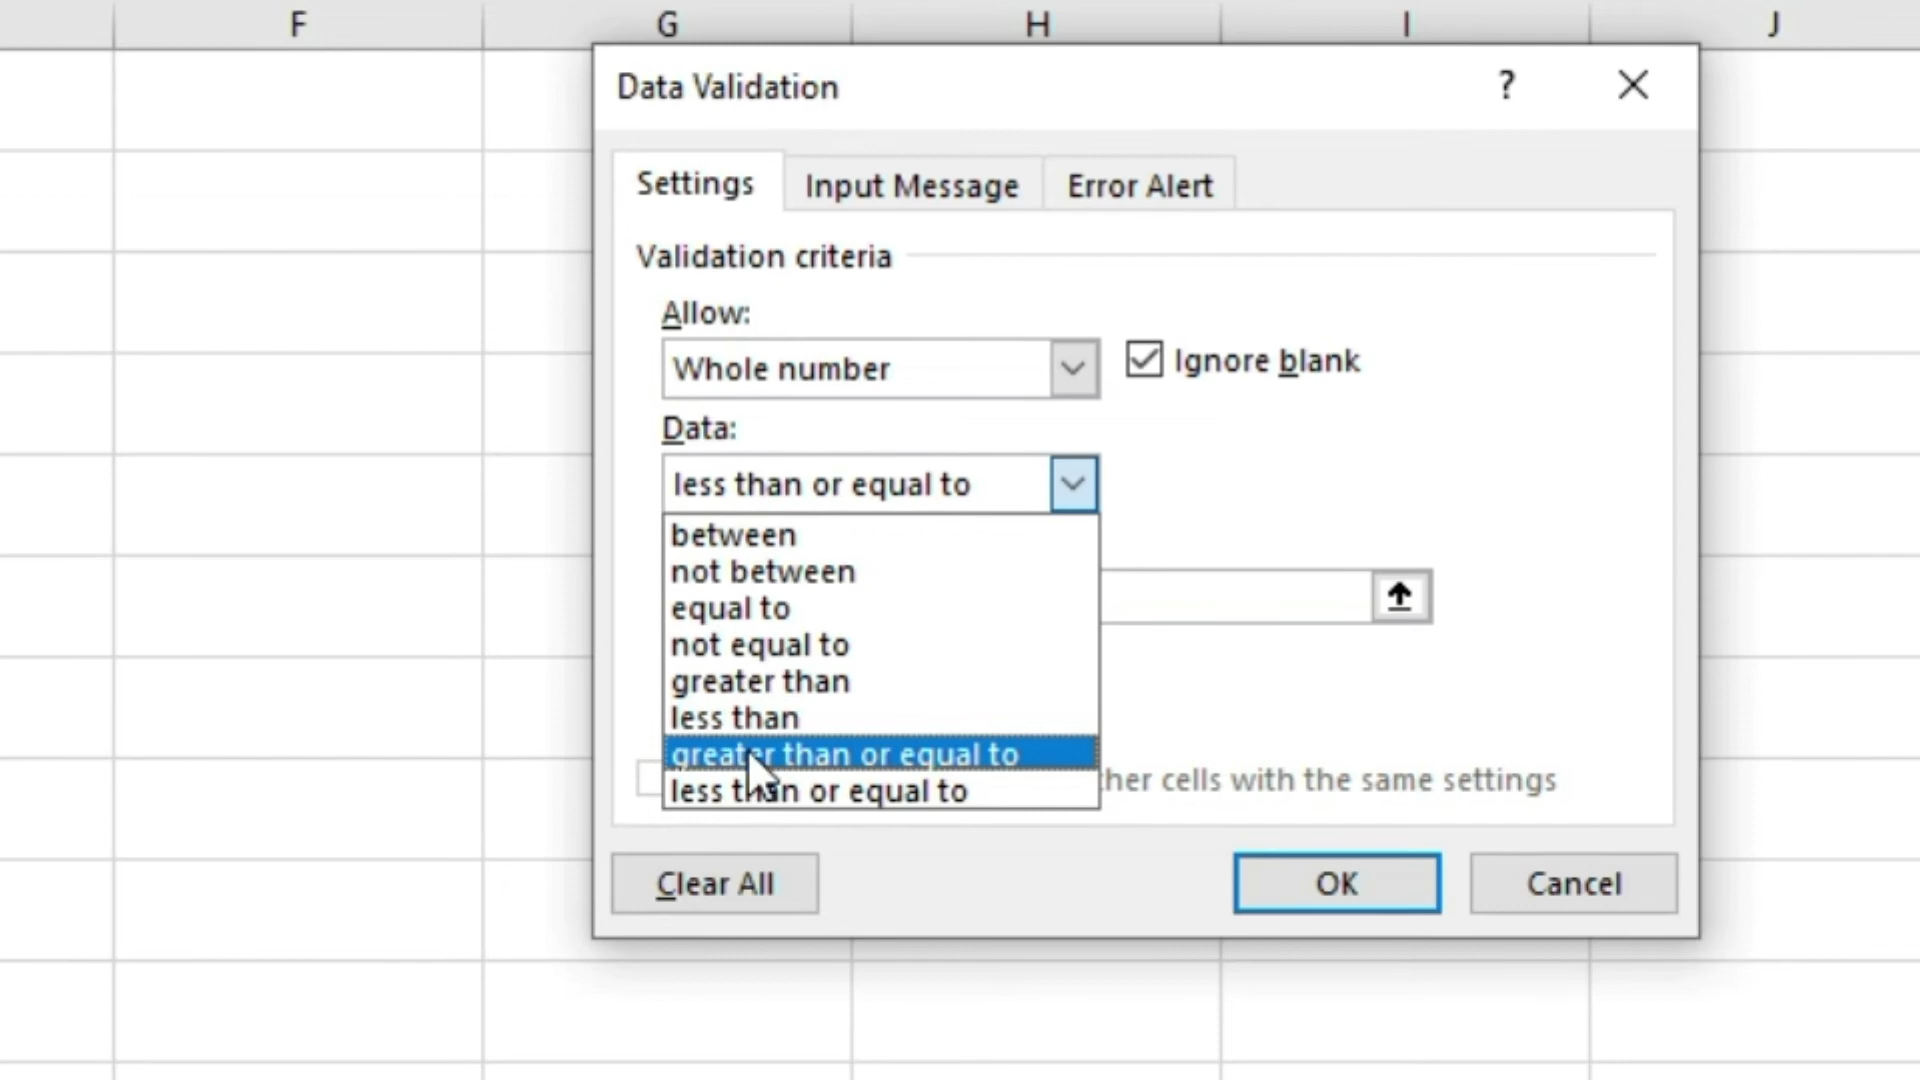 F G H I J
Data Validation ?
Settings Input Message Error Alert
Validation criteria
Allow:
Whole number Ignore blank
Data:
less than or equal to
between
not between
equal to
not equal to
greater than
less than
greater than or equal to
less than or equal to
her cells with the same settings
Clear All OK Cancel